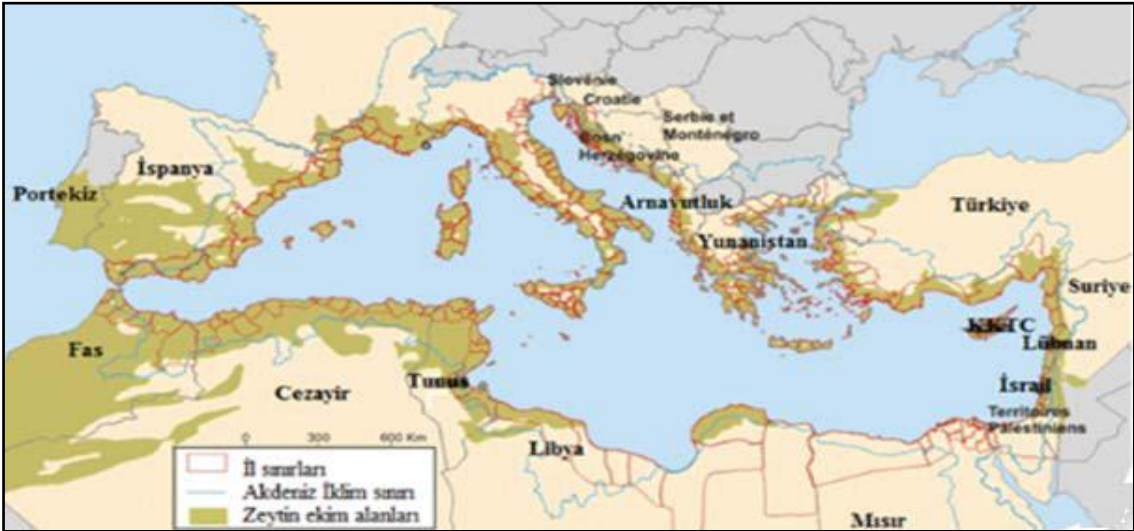 Slovénie
Croatie
Serbie et
Monténégro
Bosn
Herzégovine
İspanya
Portekiz
Arnavutluk
Türkiye
Yunanistan
Suriye
KKTC
Lübnan
Fas
Tunus
Cezayir
İsrail
Territoires
Palestiniens
Libya
Mısır
0 300 600 Km
İl sınırları
Akdeniz İklim sınırı
Zeytin ekim alanları